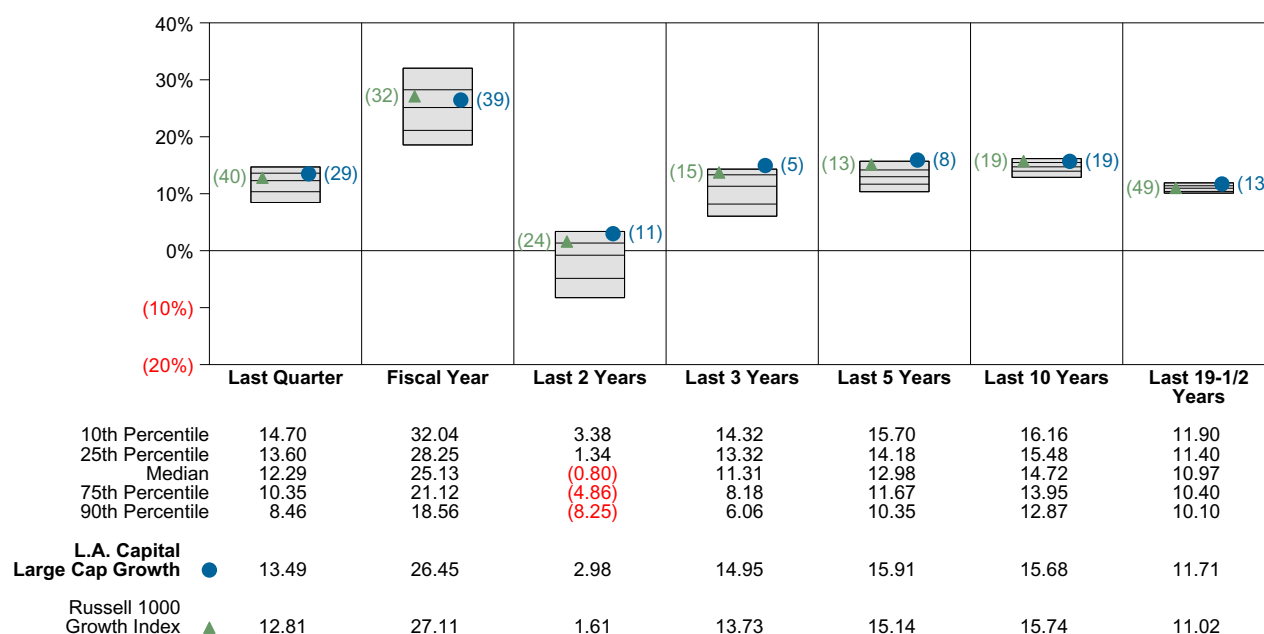 40%
30%
20%
10%
0%
(10%)
(20%)
(40) (29)
(32) (39)
(24) (11)
(15) (5)
(13) (8)
(19) (19)
(49) (13
Last Quarter Fiscal Year Last 2 Years Last 3 Years Last 5 Years Last 10 Years Last 19-1/2
Years
10th Percentile 14.70 32.04 3.38 14.32 15.70 16.16 11.90
25th Percentile 13.60 28.25 1.34 13.32 14.18 15.48 11.40
Median 12.29 25.13 (0.80) 11.31 12.98 14.72 10.97
75th Percentile 10.35 21.12 (4.86) 8.18 11.67 13.95 10.40
90th Percentile 8.46 18.56 (8.25) 6.06 10.35 12.87 10.10
L.A. Capital
Large Cap Growth 13.49 26.45 2.98 14.95 15.91 15.68 11.71
Russell 1000
Growth Index 12.81 27.11 1.61 13.73 15.14 15.74 11.02